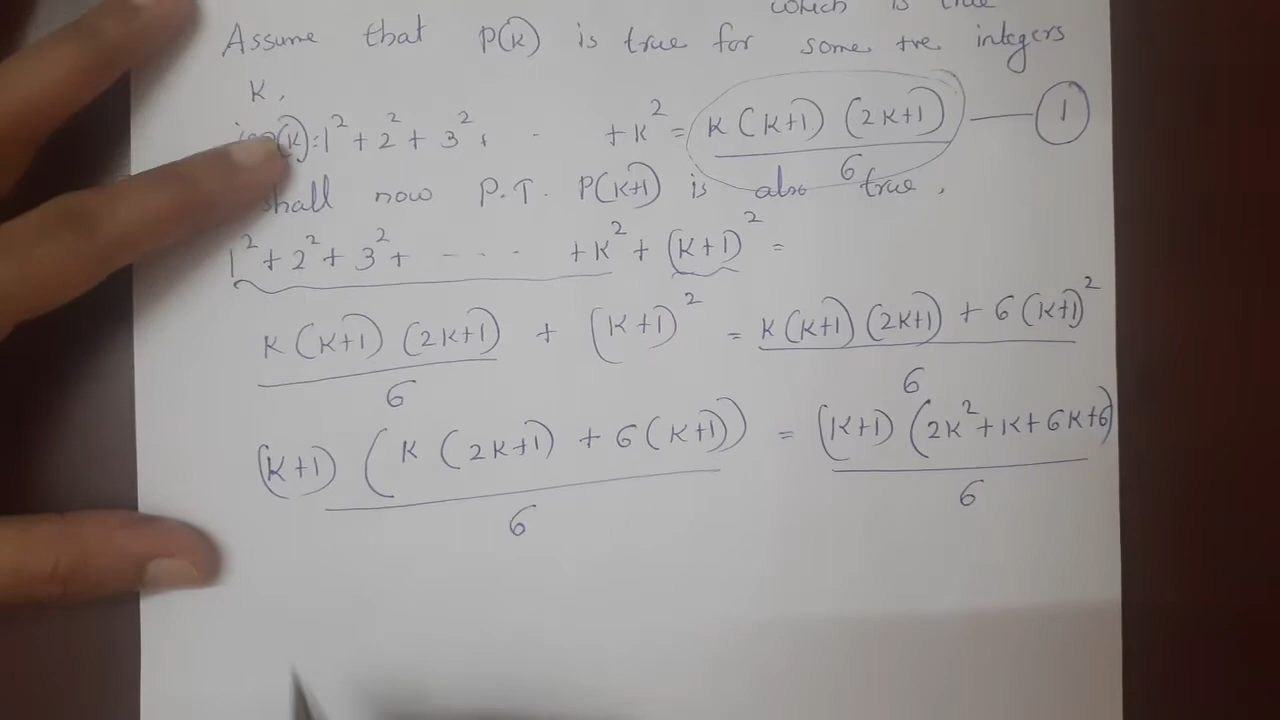 which is true
Assume that P(k) is true for some +ve integers
k,
(k): 1² + 2² + 3² + - - + k² = k(k+1)(2k+1)/6 —— 1
shall now P.T. P(k+1) is also true,
1² + 2² + 3² + - - - - + k² + (k+1)² =
k(k+1)(2k+1)/6 + (k+1)² = k(k+1)(2k+1) + 6(k+1)²/6
(k+1)(k(2k+1) + 6(k+1))/6 = (k+1)(2k²+k+6k+6)/6